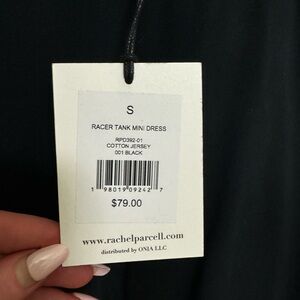 S
RACER TANK MINI DRESS
RPD392-01
COTTON JERSEY
001 BLACK
1 98019 09242 7
$79.00
www.rachelparcell.com
distributed by ONIA LLC